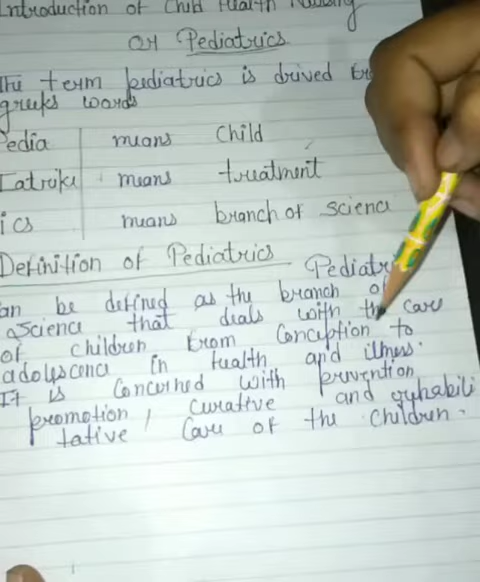 Introduction of Child Health Nursing
OR Pediatrics
The term pediatrics is drived
greeks words
Pedia means Child
Iatrike means treatment
ics means branch of science
Definition of Pediatrics Pediatr
can be defined as the branch of
science that deals with the care
of children from Conception to
adolescence in health and illness.
It is Concerned with prevention
promotion, curative and ryhabili
tative Care of the children.